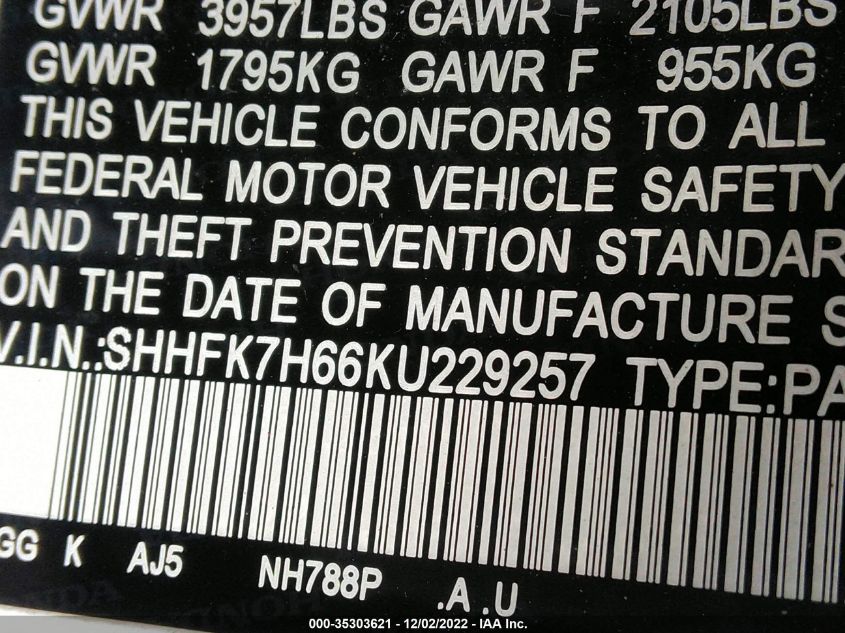 GVWR 3957LBS GAWR F 2105LBS
GVWR 1795KG GAWR F 955KG
THIS VEHICLE CONFORMS TO ALL
FEDERAL MOTOR VEHICLE SAFETY
AND THEFT PREVENTION STANDAR
ON THE DATE OF MANUFACTURE S
V.I.N.:SHHFK7H66KU229257 TYPE:PA
GG K AJ5 NH788P .A .U
000-35303621 - 12/02/2022 - IAA Inc.